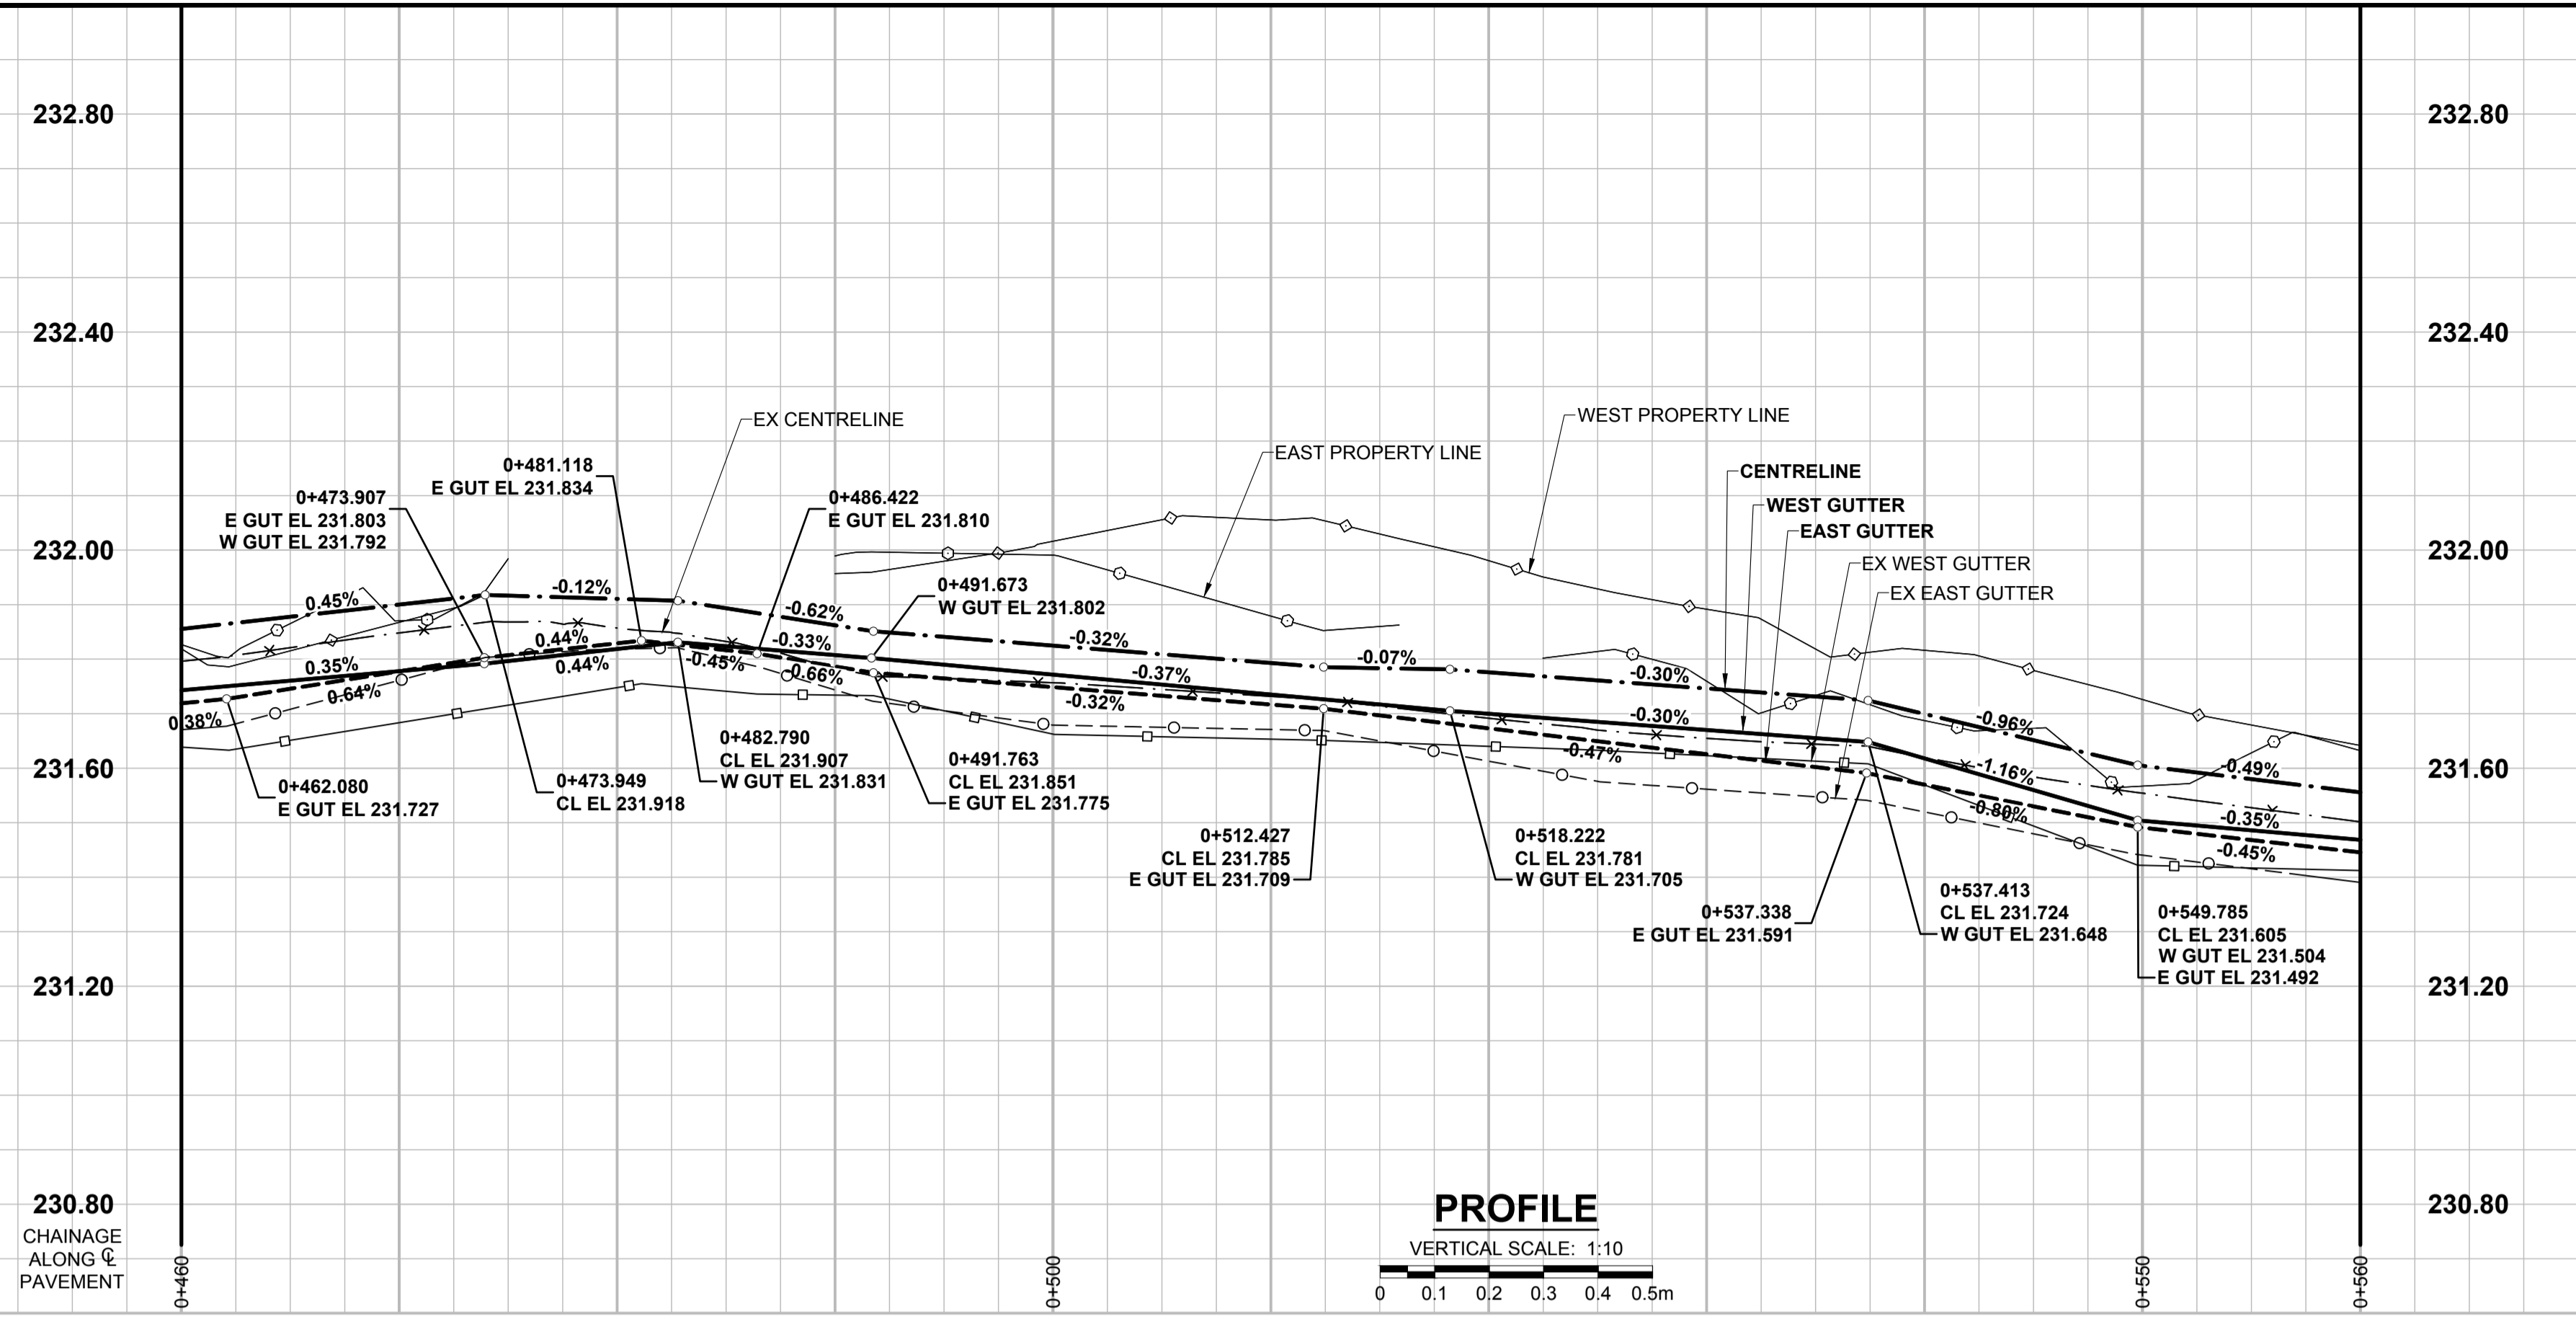 232.80
232.80
232.40
232.40
EX CENTRELINE
WEST PROPERTY LINE
EAST PROPERTY LINE
0+481.118
E GUT EL 231.834
CENTRELINE
0+473.907
E GUT EL 231.803
W GUT EL 231.792
0+486.422
E GUT EL 231.810
WEST GUTTER
EAST GUTTER
232.00
232.00
EX WEST GUTTER
EX EAST GUTTER
0+491.673
W GUT EL 231.802
0.45%
-0.12%
-0.62%
-0.32%
-0.07%
-0.30%
-0.96%
-0.49%
0.35%
0.44%
0.44%
-0.33%
-0.37%
-0.30%
-1.16%
-0.35%
0.38%
0.64%
-0.45%
-0.66%
-0.32%
-0.47%
-0.80%
-0.45%
231.60
231.60
0+462.080
E GUT EL 231.727
0+473.949
CL EL 231.918
0+482.790
CL EL 231.907
W GUT EL 231.831
0+491.763
CL EL 231.851
E GUT EL 231.775
0+512.427
CL EL 231.785
E GUT EL 231.709
0+518.222
CL EL 231.781
W GUT EL 231.705
0+537.338
E GUT EL 231.591
0+537.413
CL EL 231.724
W GUT EL 231.648
0+549.785
CL EL 231.605
W GUT EL 231.504
E GUT EL 231.492
231.20
231.20
230.80
230.80
CHAINAGE
ALONG ℄
PAVEMENT
PROFILE
VERTICAL SCALE: 1:10
0 0.1 0.2 0.3 0.4 0.5m
0+460
0+500
0+550
0+560